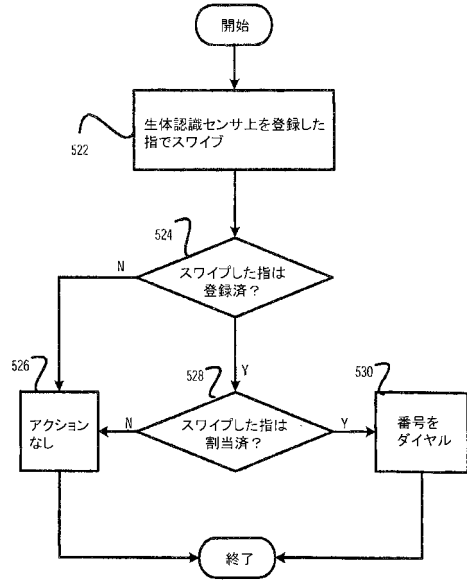 開始
生体認識センサ上を登録した
指でスワイプ
522
524
スワイプした指は
登録済？
N
Y
526
アクション
なし
528
スワイプした指は
割当済？
N
Y
530
番号を
ダイヤル
終了